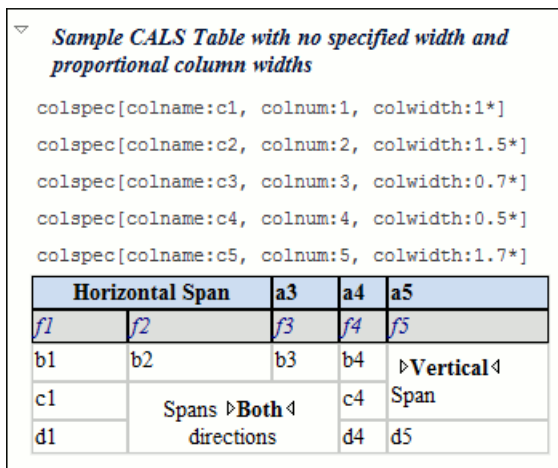 Sample CALS Table with no specified width and
proportional column widths
colspec[colname:c1, colnum:1, colwidth:1*]
colspec[colname:c2, colnum:2, colwidth:1.5*]
colspec[colname:c3, colnum:3, colwidth:0.7*]
colspec[colname:c4, colnum:4, colwidth:0.5*]
colspec[colname:c5, colnum:5, colwidth:1.7*]
Horizontal Span a3 a4 a5
f1 f2 f3 f4 f5
b1 b2 b3 b4 Vertical
c1 Spans Both c4 Span
d1 directions d4 d5